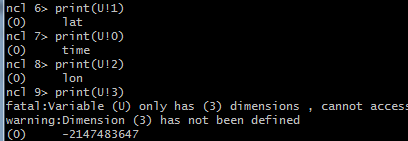 ncl 6> print(U!1)
(0)     lat
ncl 7> print(U!0)
(0)     time
ncl 8> print(U!2)
(0)     lon
ncl 9> print(U!3)
fatal:Variable (U) only has (3) dimensions , cannot access
warning:Dimension (3) has not been defined
(0)     -2147483647